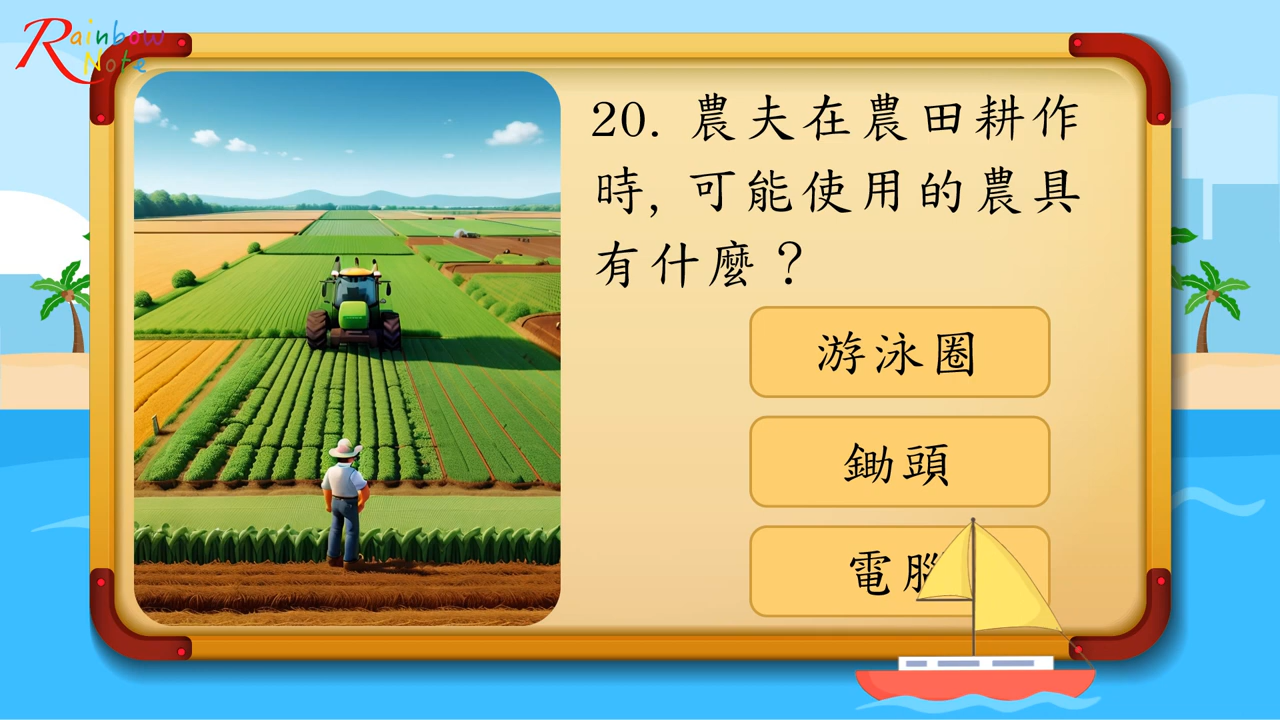 Rainbow
Note
20. 農夫在農田耕作
時, 可能使用的農具
有什麼？
游泳圈
鋤頭
電腦